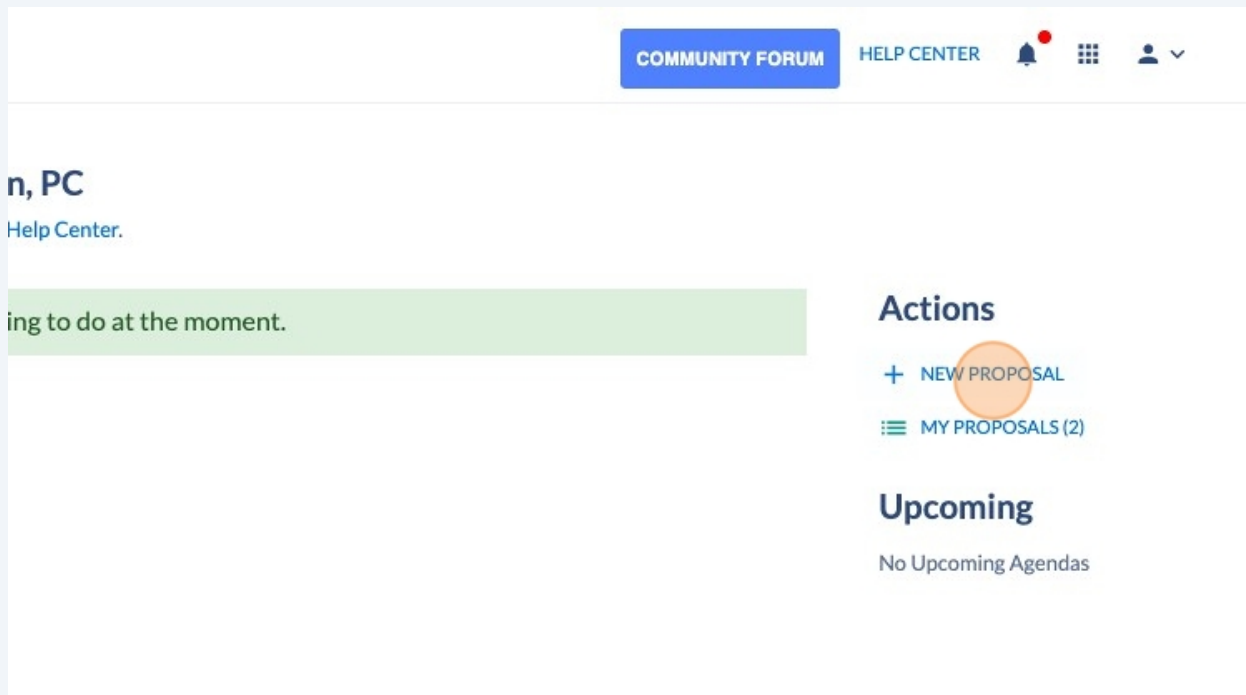 COMMUNITY FORUM
HELP CENTER
n, PC
Help Center.
ing to do at the moment.
Actions
NEW PROPOSAL
MY PROPOSALS (2)
Upcoming
No Upcoming Agendas